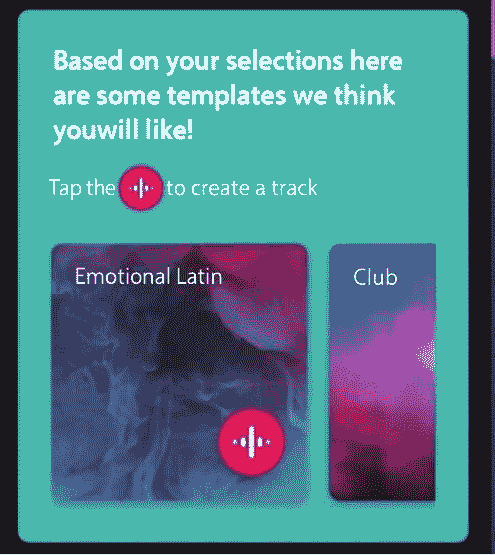 Based on your selections here
are some templates we think
youwill like!
Tap the to create a track
Emotional Latin
Club